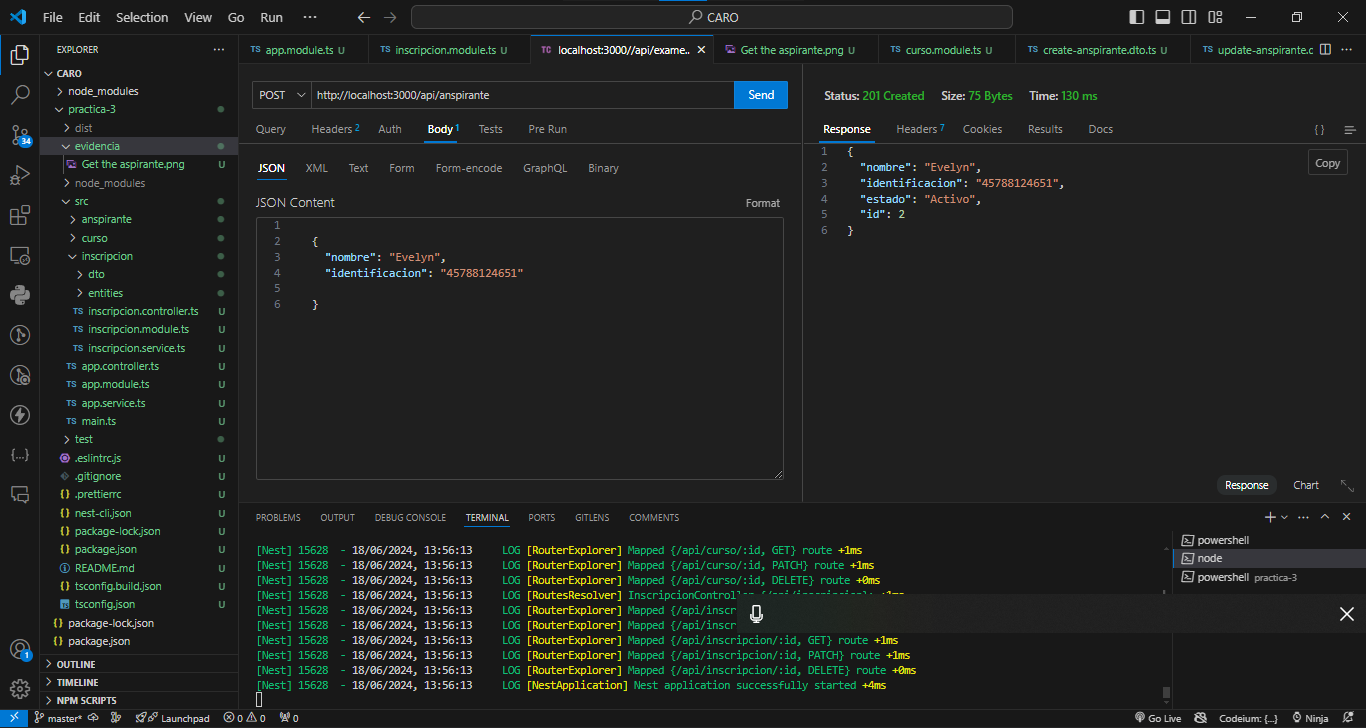 File Edit Selection View Go Run ··· CARO
EXPLORER
CARO
node_modules
practica-3
dist
evidencia
Get the aspirante.png U
node_modules
src
anspirante
curso
inscripcion
dto
entities
TS inscripcion.controller.ts U
TS inscripcion.module.ts U
TS inscripcion.service.ts U
TS app.controller.ts U
TS app.module.ts U
TS app.service.ts U
TS main.ts U
test
.eslintrc.js U
.gitignore U
{} .prettierrc U
{} nest-cli.json U
{} package-lock.json U
{} package.json U
README.md U
{} tsconfig.build.json U
TS tsconfig.json U
{} package-lock.json
{} package.json
OUTLINE
TIMELINE
NPM SCRIPTS
34
1
TS app.module.ts U TS inscripcion.module.ts U TC localhost:3000//api/exame.. Get the aspirante.png U TS curso.module.ts U TS create-anspirante.dto.ts U TS update-anspirante.c
POST http://localhost:3000/api/anspirante Send
Query Headers 2 Auth Body 1 Tests Pre Run
JSON XML Text Form Form-encode GraphQL Binary
JSON Content Format
1
2 {
3 "nombre": "Evelyn",
4 "identificacion": "45788124651"
5
6 }
Status: 201 Created Size: 75 Bytes Time: 130 ms
Response Headers 7 Cookies Results Docs {}
1 {
2 "nombre": "Evelyn",
3 "identificacion": "45788124651",
4 "estado": "Activo",
5 "id": 2
6 }
Copy
Response Chart
PROBLEMS OUTPUT DEBUG CONSOLE TERMINAL PORTS GITLENS COMMENTS
[Nest] 15628 - 18/06/2024, 13:56:13 LOG [RouterExplorer] Mapped {/api/curso/:id, GET} route +1ms
[Nest] 15628 - 18/06/2024, 13:56:13 LOG [RouterExplorer] Mapped {/api/curso/:id, PATCH} route +1ms
[Nest] 15628 - 18/06/2024, 13:56:13 LOG [RouterExplorer] Mapped {/api/curso/:id, DELETE} route +0ms
[Nest] 15628 - 18/06/2024, 13:56:13 LOG [RoutesResolver] InscripcionController {/api/inscripcion}: +1ms
[Nest] 15628 - 18/06/2024, 13:56:13 LOG [RouterExplorer] Mapped {/api/inscr
[Nest] 15628 - 18/06/2024, 13:56:13 LOG [RouterExplorer] Mapped {/api/inscr
[Nest] 15628 - 18/06/2024, 13:56:13 LOG [RouterExplorer] Mapped {/api/inscripcion/:id, GET} route +1ms
[Nest] 15628 - 18/06/2024, 13:56:13 LOG [RouterExplorer] Mapped {/api/inscripcion/:id, PATCH} route +1ms
[Nest] 15628 - 18/06/2024, 13:56:13 LOG [RouterExplorer] Mapped {/api/inscripcion/:id, DELETE} route +0ms
[Nest] 15628 - 18/06/2024, 13:56:13 LOG [NestApplication] Nest application successfully started +4ms
powershell
node
powershell practica-3
master* Launchpad 0 0 0 Go Live Codeium: {...} Ninja